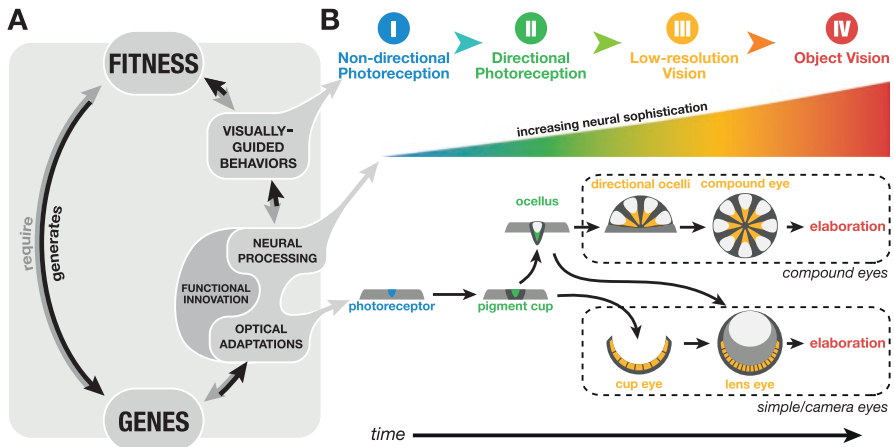 A
FITNESS
VISUALLY-
GUIDED
BEHAVIORS
require
generates
NEURAL
PROCESSING
FUNCTIONAL
INNOVATION
OPTICAL
ADAPTATIONS
GENES
B
I
II
III
IV
Non-directional
Photoreception
Directional
Photoreception
Low-resolution
Vision
Object Vision
increasing neural sophistication
directional ocelli
compound eye
ocellus
elaboration
compound eyes
photoreceptor
pigment cup
elaboration
cup eye
lens eye
simple/camera eyes
time